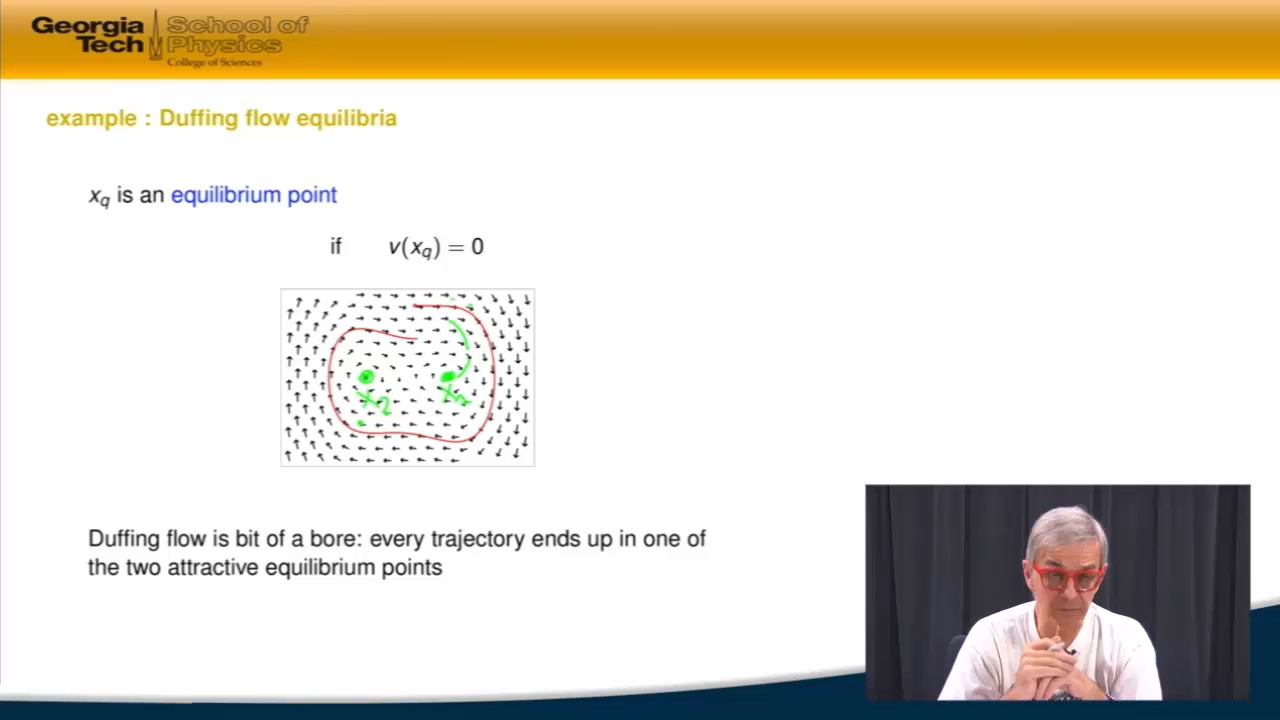 Georgia Tech
School of Physics
College of Sciences
example : Duffing flow equilibria
x_q is an equilibrium point
if v(x_q) = 0
Duffing flow is bit of a bore: every trajectory ends up in one of
the two attractive equilibrium points